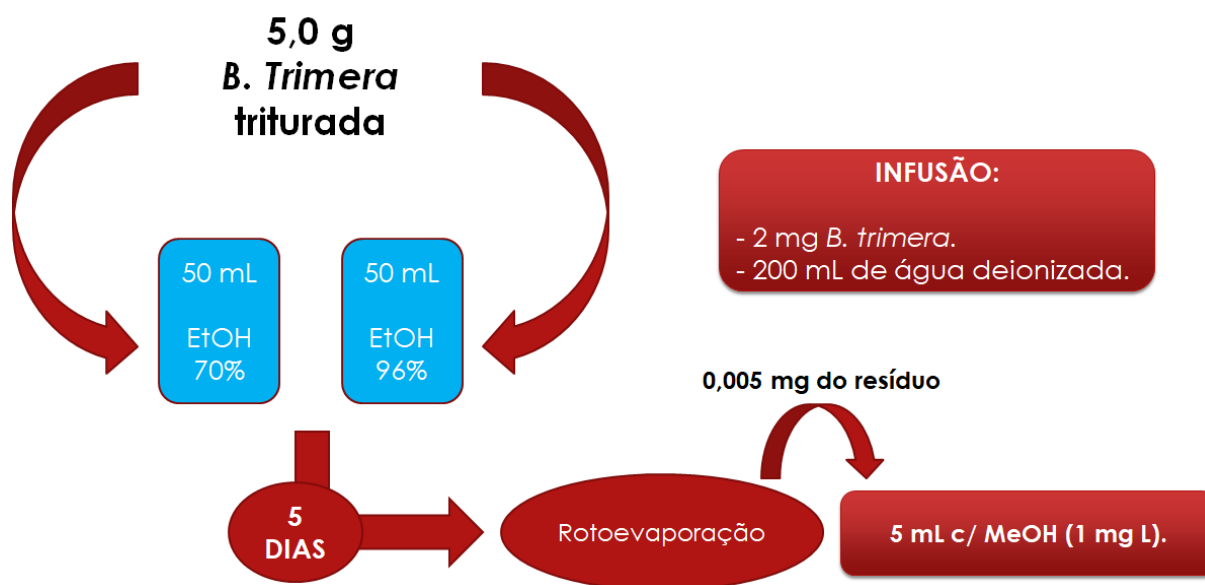 5,0 g
B. Trimera
triturada
50 mL
EtOH
70%
50 mL
EtOH
96%
INFUSÃO:
- 2 mg B. trimera.
- 200 mL de água deionizada.
0,005 mg do resíduo
5
DIAS
Rotoevaporação
5 mL c/ MeOH (1 mg L).